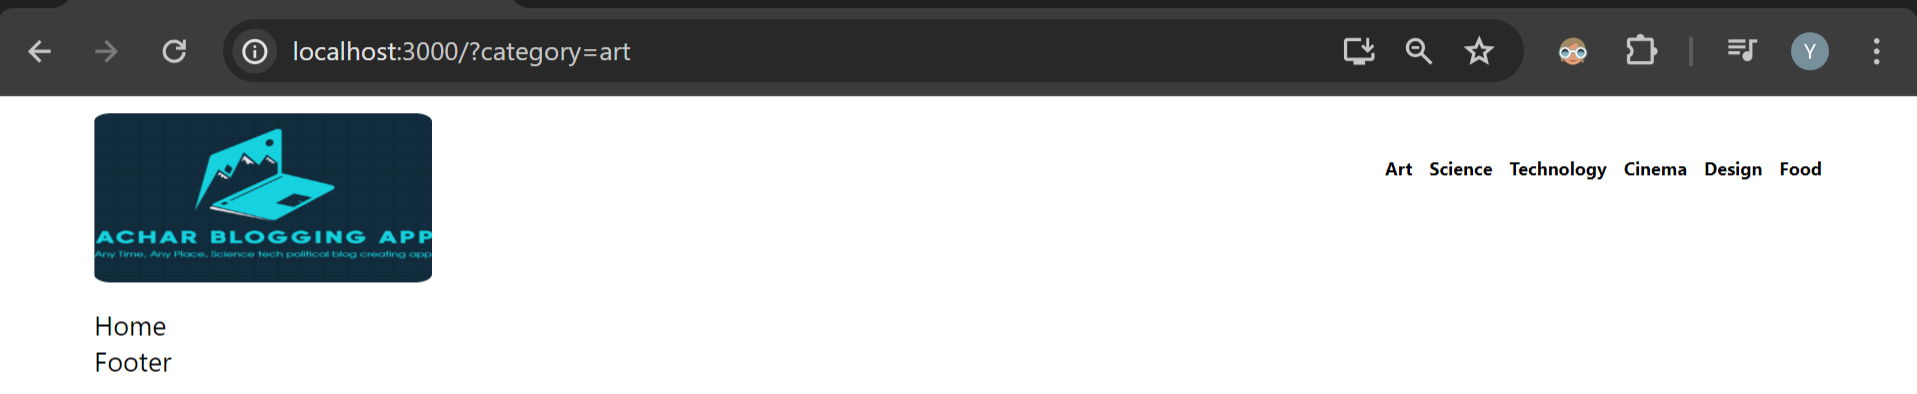 localhost:3000/?category=art
Y
ACHAR BLOGGING APP
Any Time, Any Place, Science tech political blog creating app
Art Science Technology Cinema Design Food
Home
Footer